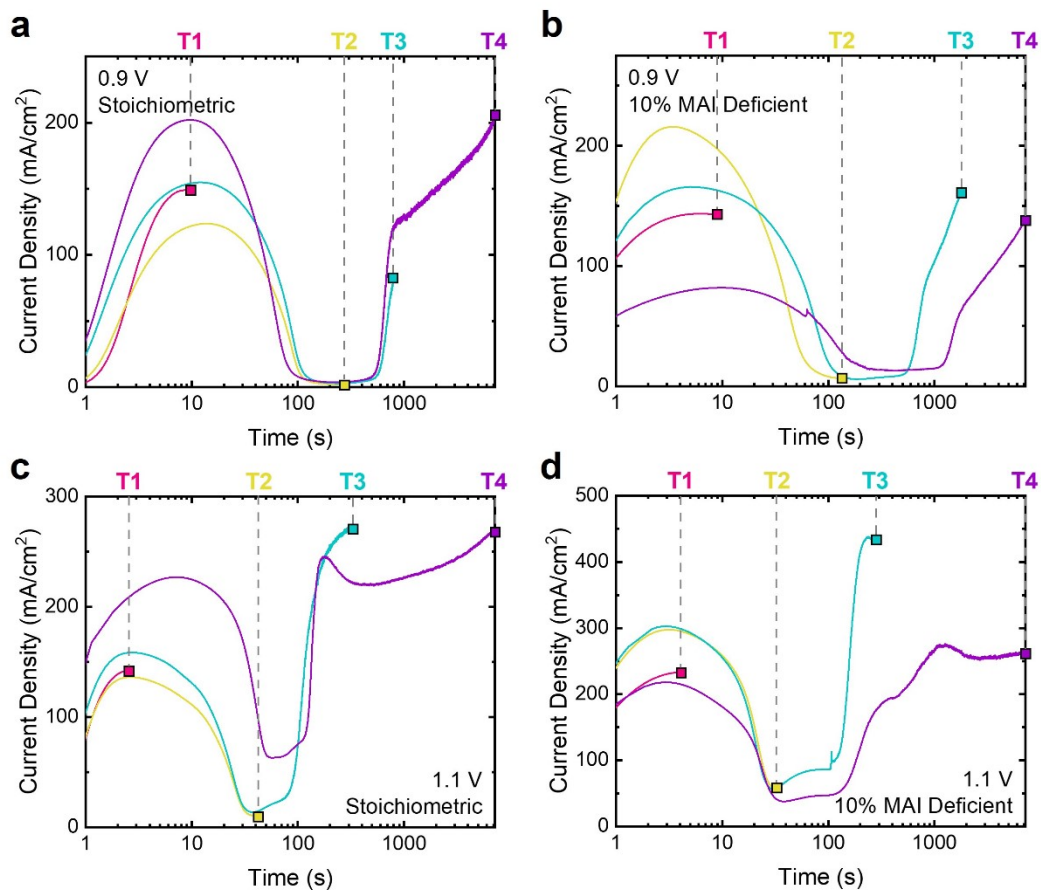 a
T1 T2 T3 T4
0.9 V
Stoichiometric
Current Density (mA/cm²)
200
100
0
1 10 100 1000
Time (s)
b
T1 T2 T3 T4
0.9 V
10% MAI Deficient
Current Density (mA/cm²)
200
100
0
1 10 100 1000
Time (s)
c
T1 T2 T3 T4
Current Density (mA/cm²)
300
200
100
0
1.1 V
Stoichiometric
1 10 100 1000
Time (s)
d
T1 T2 T3 T4
Current Density (mA/cm²)
500
400
300
200
100
0
1.1 V
10% MAI Deficient
1 10 100 1000
Time (s)